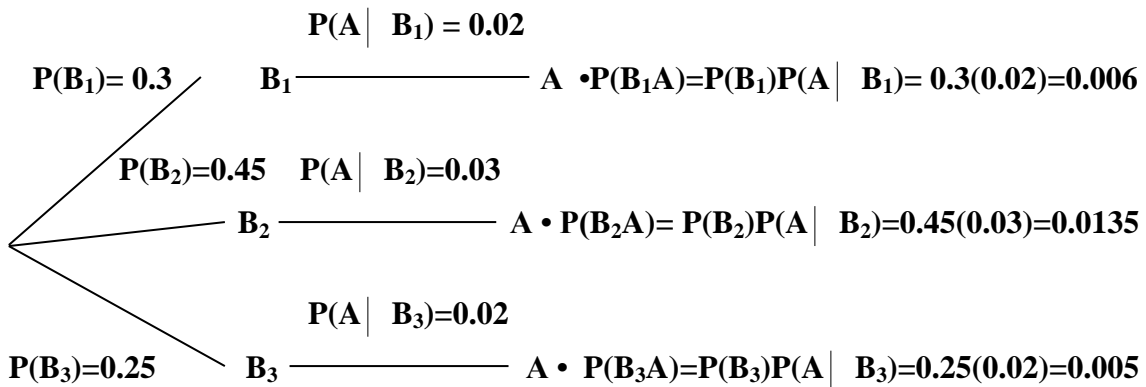 P(A| B₁) = 0.02
P(B₁)= 0.3 B₁ A •P(B₁A)=P(B₁)P(A| B₁)= 0.3(0.02)=0.006
P(B₂)=0.45 P(A| B₂)=0.03
B₂ A • P(B₂A)= P(B₂)P(A| B₂)=0.45(0.03)=0.0135
P(A| B₃)=0.02
P(B₃)=0.25 B₃ A • P(B₃A)=P(B₃)P(A| B₃)=0.25(0.02)=0.005